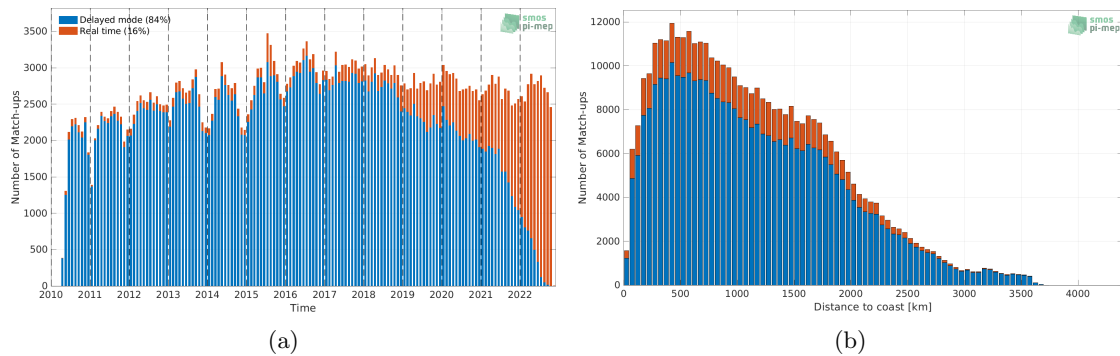 Delayed mode (84%)
Real time (16%)
smos
pi-mep
Number of Match-ups
3500
3000
2500
2000
1500
1000
500
0
2010 2011 2012 2013 2014 2015 2016 2017 2018 2019 2020 2021 2022
Time
(a)
smos
pi-mep
Number of Match-ups
12000
10000
8000
6000
4000
2000
0
0 500 1000 1500 2000 2500 3000 3500 4000
Distance to coast [km]
(b)